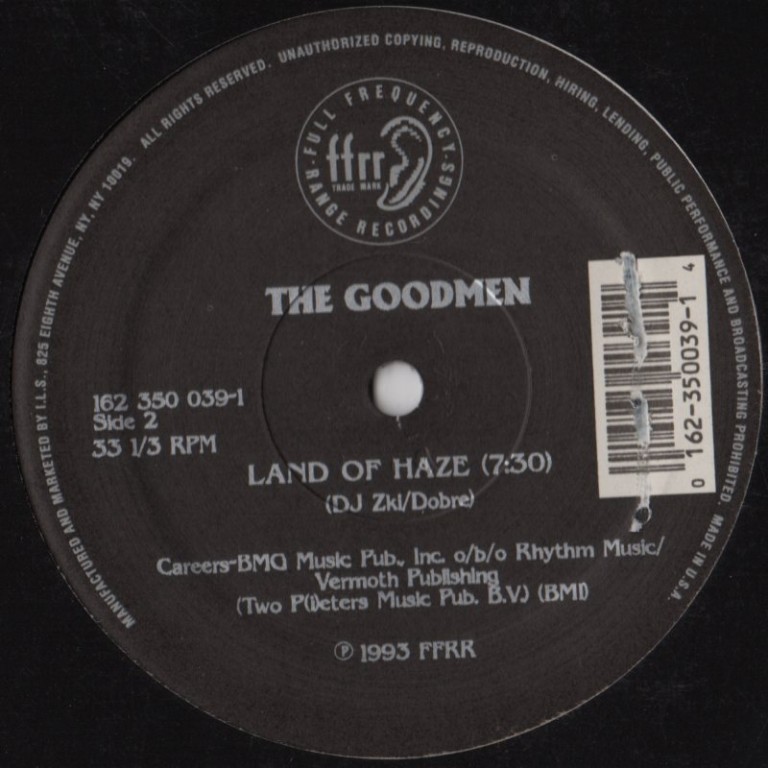 MANUFACTURED AND MARKETED BY I.L.S., 825 EIGHTH AVENUE, NY, NY 10019. ALL RIGHTS RESERVED. UNAUTHORIZED COPYING, REPRODUCTION, HIRING, LENDING, PUBLIC PERFORMANCE AND BROADCASTING PROHIBITED. MADE IN U.S.A.
FULL FREQUENCY
ffrr
TRADE MARK
RANGE RECORDINGS
THE GOODMEN
162 350 039-1
Side 2
33 1/3 RPM
0 162-350039-1 4
LAND OF HAZE (7:30)
(DJ Zki/Dobre)
Careers-BMG Music Pub., Inc. o/b/o Rhythm Music/
Vermoth Publishing
(Two P(i)eters Music Pub. B.V.) (BMI)
℗ 1993 FFRR